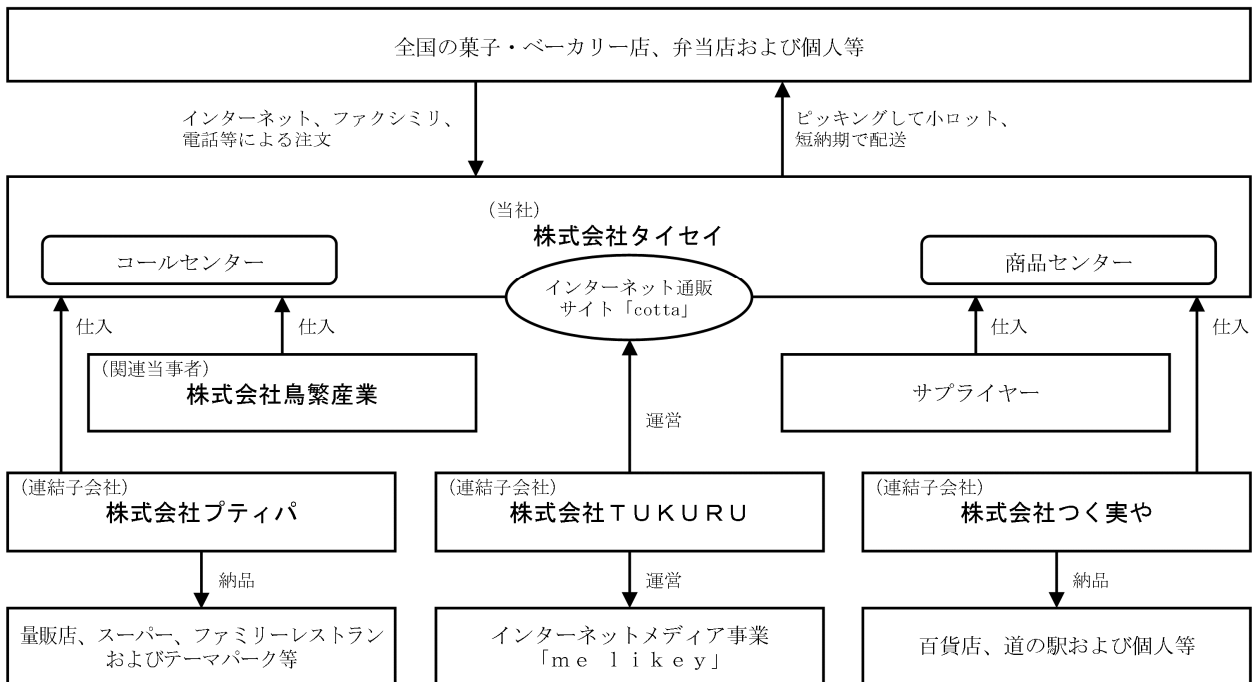 全国の菓子・ベーカリー店、弁当店および個人等
インターネット、ファクシミリ、
電話等による注文
ピッキングして小ロット、
短納期で配送
(当社)
株式会社タイセイ
コールセンター
商品センター
インターネット通販
サイト「cotta」
仕入
仕入
仕入
仕入
(関連当事者)
株式会社鳥繁産業
サプライヤー
運営
(連結子会社)
株式会社プティパ
(連結子会社)
株式会社TUKURU
(連結子会社)
株式会社つく実や
納品
運営
納品
量販店、スーパー、ファミリーレストラン
およびテーマパーク等
インターネットメディア事業
「me likey」
百貨店、道の駅および個人等